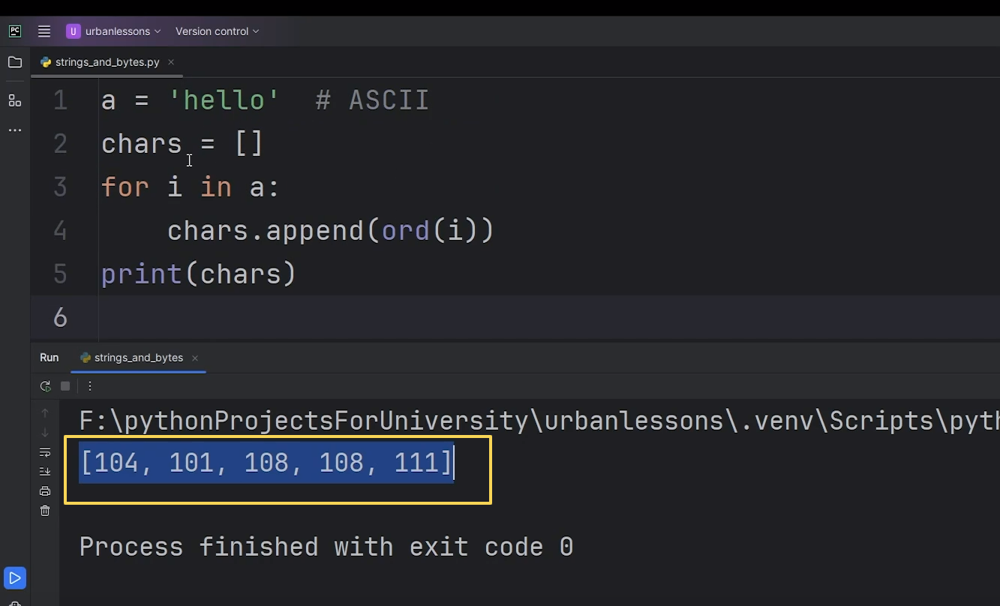 PC U urbanlessons Version control
strings_and_bytes.py
1 a = 'hello'  # ASCII
2 chars = []
3 for i in a:
4     chars.append(ord(i))
5 print(chars)
6
Run strings_and_bytes
F:\pythonProjectsForUniversity\urbanlessons\.venv\Scripts\pyth
[104, 101, 108, 108, 111]
Process finished with exit code 0